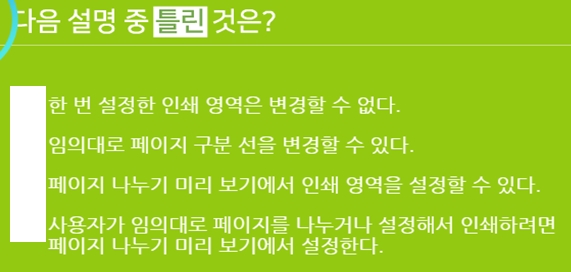 다음 설명 중 틀린 것은?
한 번 설정한 인쇄 영역은 변경할 수 없다.
임의대로 페이지 구분 선을 변경할 수 있다.
페이지 나누기 미리 보기에서 인쇄 영역을 설정할 수 있다.
사용자가 임의대로 페이지를 나누거나 설정해서 인쇄하려면
페이지 나누기 미리 보기에서 설정한다.